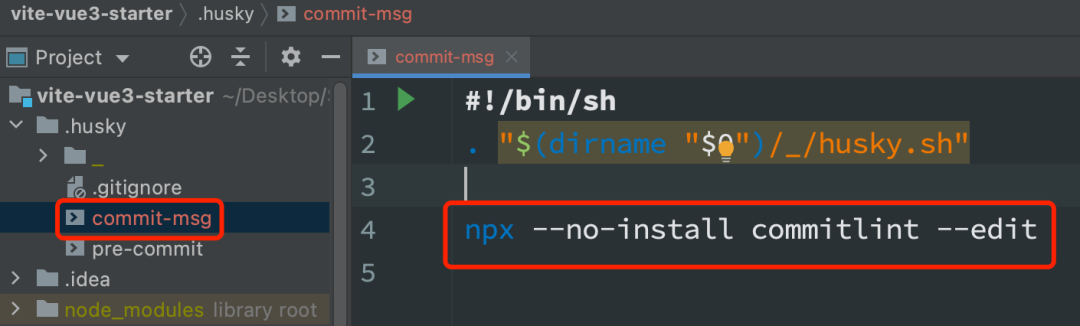 vite-vue3-starter .husky commit-msg
Project
commit-msg
vite-vue3-starter ~/Desktop/
.husky
_
.gitignore
commit-msg
pre-commit
.idea
node_modules library root
1 #!/bin/sh
2 . "$(dirname "$0")/_/husky.sh"
3
4 npx --no-install commitlint --edit
5